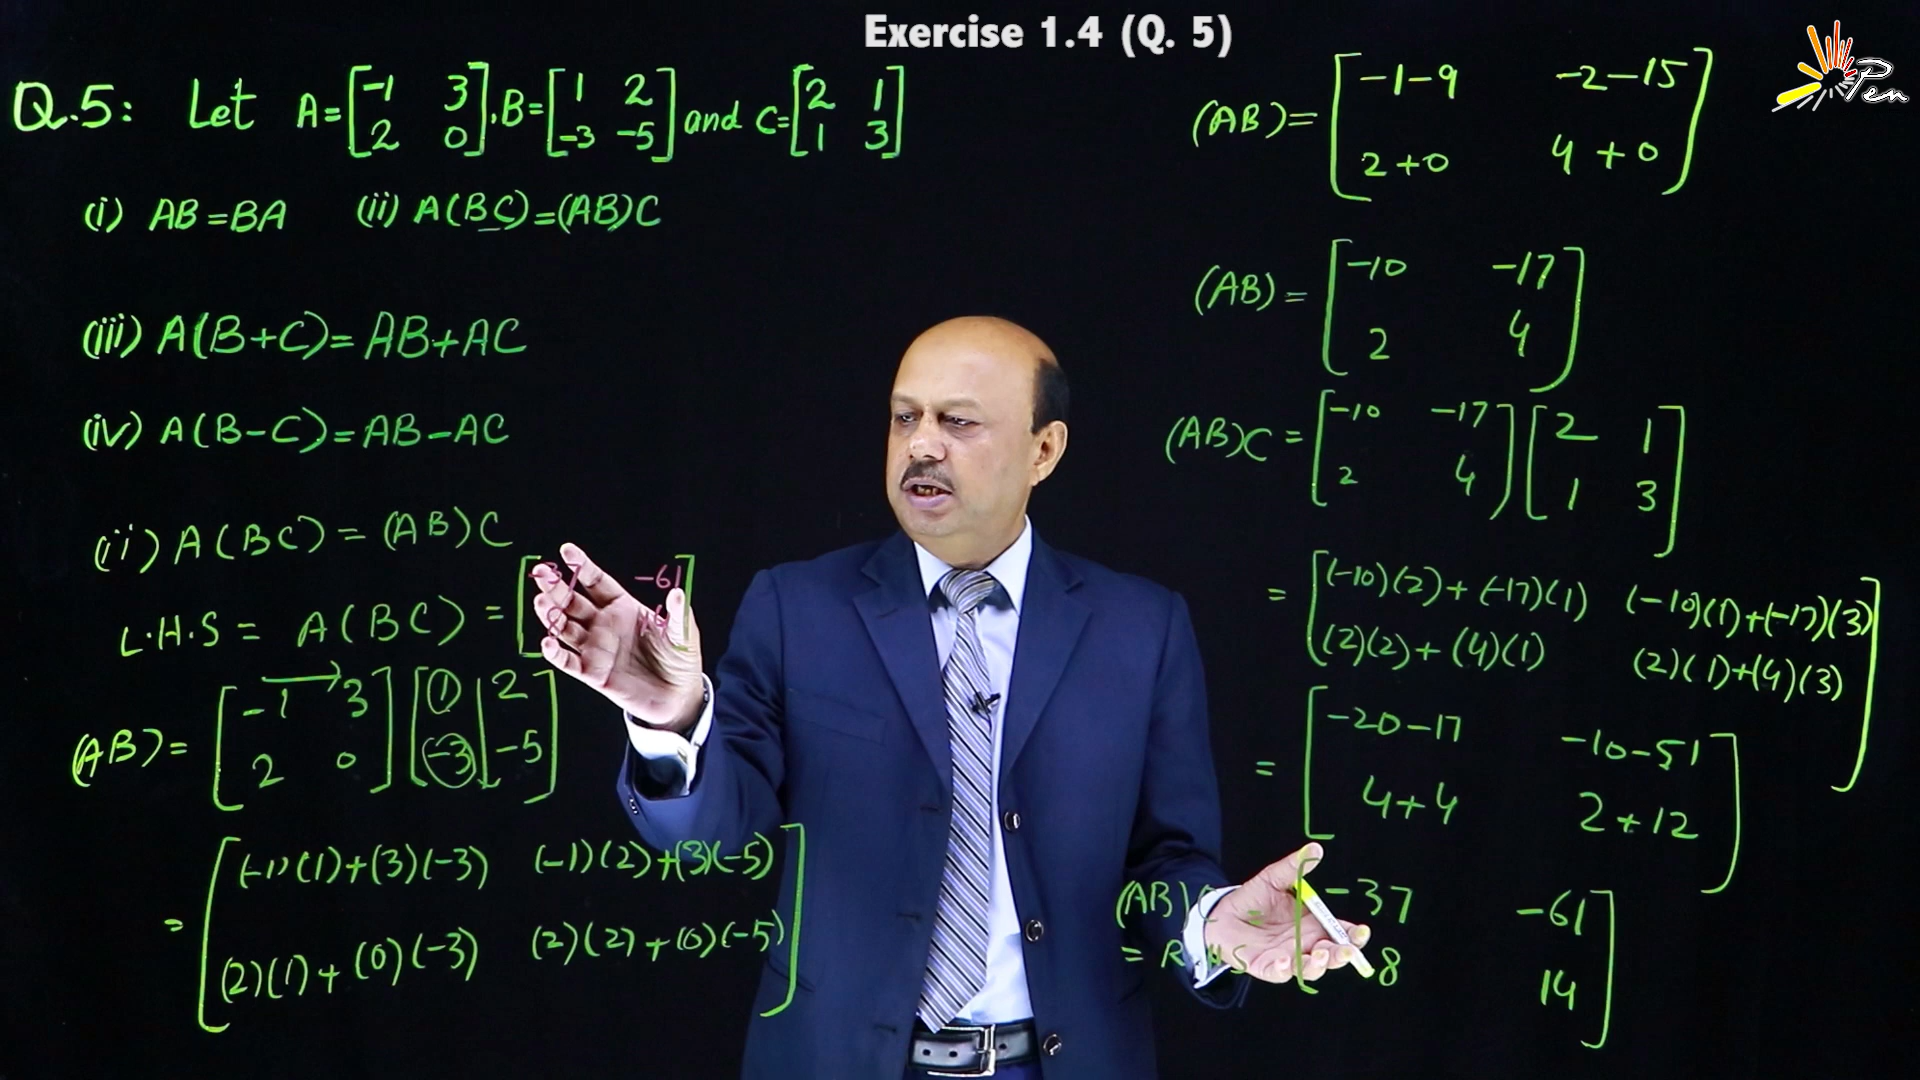 Exercise 1.4 (Q. 5)
Pen
Q.5: Let A=[-1 3 2 0], B=[1 2 -3 -5] and C=[2 1 1 3]
(i) AB=BA (ii) A(BC)=(AB)C
(iii) A(B+C)=AB+AC
(iv) A(B-C)=AB-AC
(ii) A(BC)=(AB)C
L.H.S = A(BC) = [-61]
(AB)= [-1 3] [1 2]
[2 0] [-3 -5]
= [(-1)(1)+(3)(-3) (-1)(2)+(3)(-5)]
[(2)(1)+(0)(-3) (2)(2)+(0)(-5)]
(AB)= [-1-9 -2-15]
[2+0 4+0]
(AB)= [-10 -17]
[2 4]
(AB)C = [-10 -17] [2 1]
[2 4] [1 3]
= [(-10)(2)+(-17)(1) (-10)(1)+(-17)(3)]
[(2)(2)+(4)(1) (2)(1)+(4)(3)]
= [-20-17 -10-51]
[4+4 2+12]
(AB)C = [-37 -61]
= R.H.S [8 14]